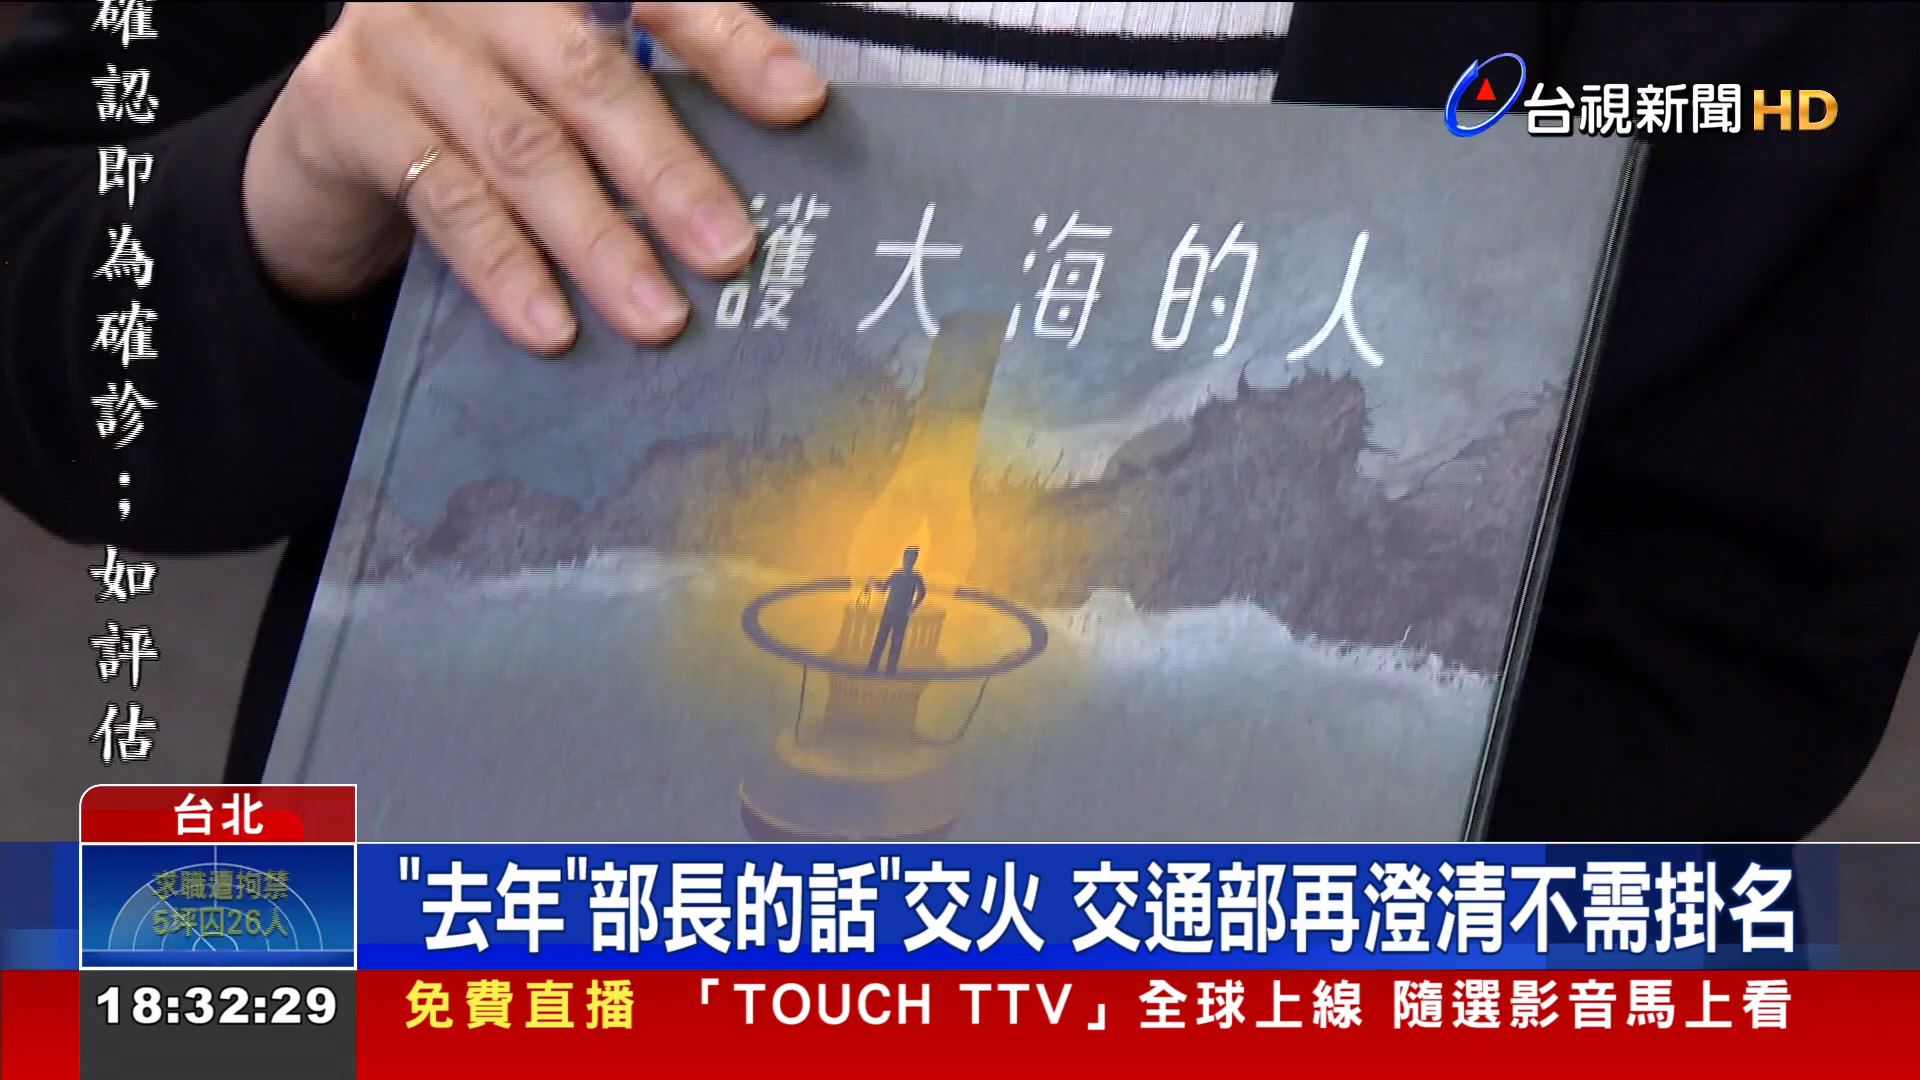 確認即為確診；如評估
台視新聞HD
護大海的人
台北
求職遭拘禁
5坪囚26人
"去年"部長的話"交火 交通部再澄清不需掛名
18:32:29
免費直播 「TOUCH TTV」全球上線 隨選影音馬上看